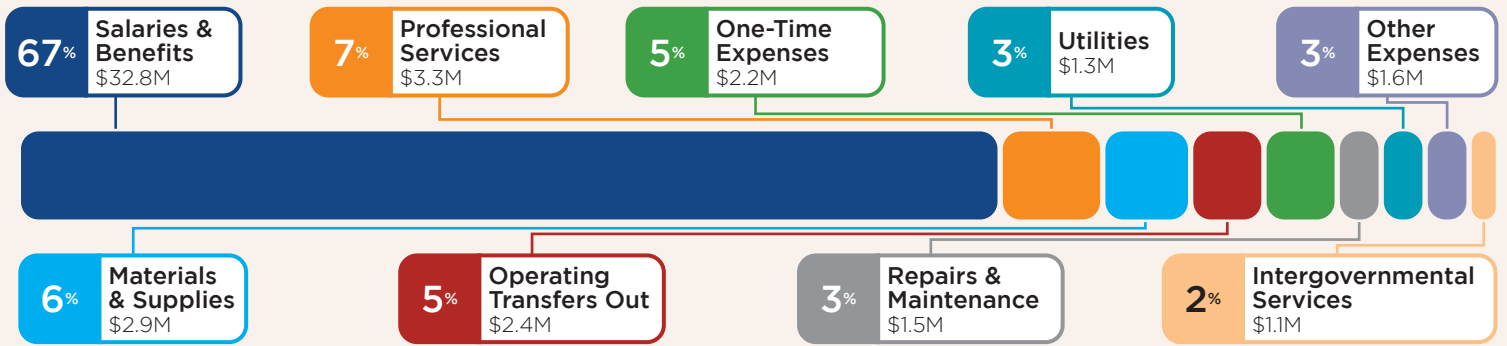 67%
Salaries &
Benefits
$32.8M
7%
Professional
Services
$3.3M
5%
One-Time
Expenses
$2.2M
3%
Utilities
$1.3M
3%
Other
Expenses
$1.6M
6%
Materials
& Supplies
$2.9M
5%
Operating
Transfers Out
$2.4M
3%
Repairs &
Maintenance
$1.5M
2%
Intergovernmental
Services
$1.1M